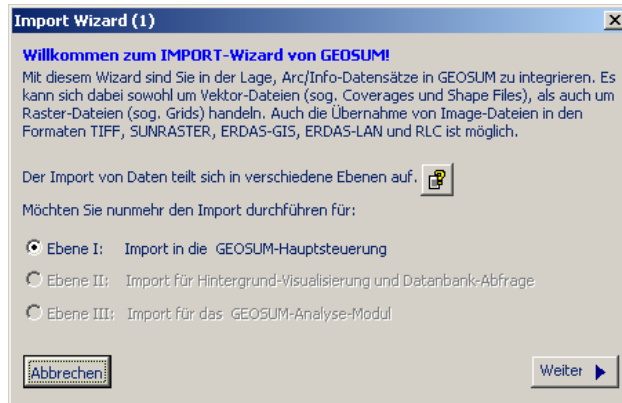 Import Wizard (1)
Willkommen zum IMPORT-Wizard von GEOSUM!
Mit diesem Wizard sind Sie in der Lage, Arc/Info-Datensätze in GEOSUM zu integrieren. Es
kann sich dabei sowohl um Vektor-Dateien (sog. Coverages und Shape Files), als auch um
Raster-Dateien (sog. Grids) handeln. Auch die Übernahme von Image-Dateien in den
Formaten TIFF, SUNRASTER, ERDAS-GIS, ERDAS-LAN und RLC ist möglich.
Der Import von Daten teilt sich in verschiedene Ebenen auf.
Möchten Sie nunmehr den Import durchführen für:
Ebene I: Import in die GEOSUM-Hauptsteuerung
Ebene II: Import für Hintergrund-Visualisierung und Datanbank-Abfrage
Ebene III: Import für das GEOSUM-Analyse-Modul
Abbrechen
Weiter